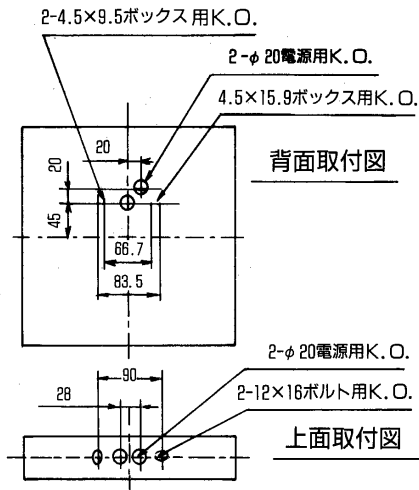 2-4.5×9.5ボックス用K.O.
2-φ20電源用K.O.
4.5×15.9ボックス用K.O.
20
20
45
背面取付図
66.7
83.5
2-φ20電源用K.O.
90
28
2-12×16ボルト用K.O.
上面取付図